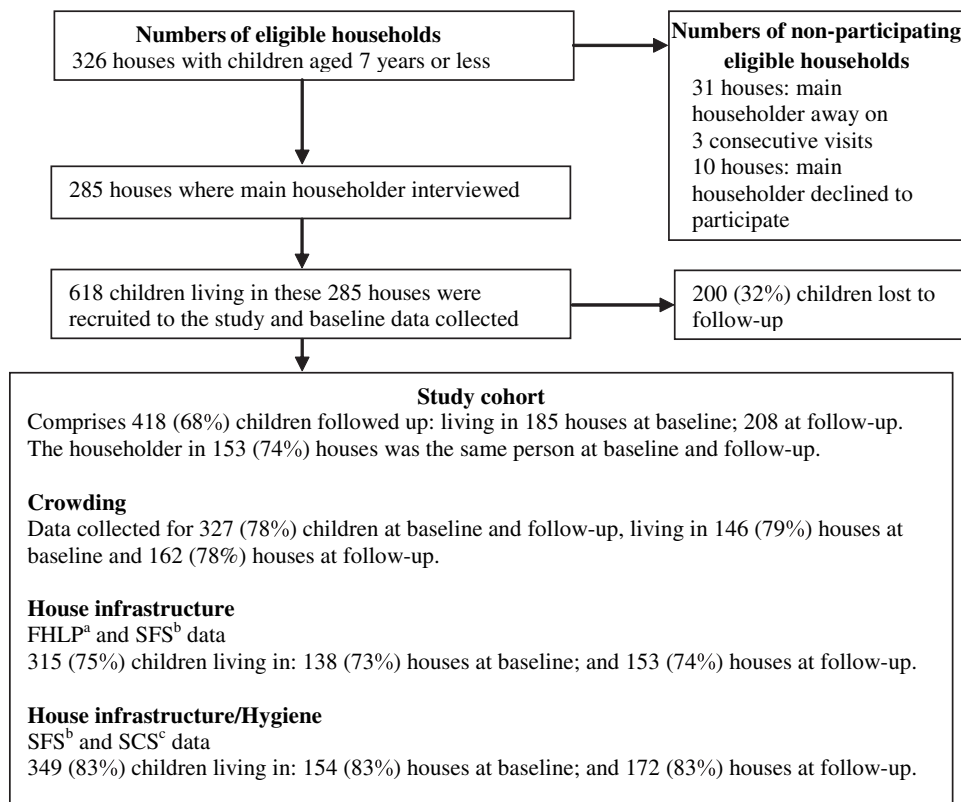 Numbers of eligible households
326 houses with children aged 7 years or less
Numbers of non-participating
eligible households
31 houses: main
householder away on
3 consecutive visits
10 houses: main
householder declined to
participate
285 houses where main householder interviewed
618 children living in these 285 houses were
recruited to the study and baseline data collected
200 (32%) children lost to
follow-up
Study cohort
Comprises 418 (68%) children followed up: living in 185 houses at baseline; 208 at follow-up.
The householder in 153 (74%) houses was the same person at baseline and follow-up.
Crowding
Data collected for 327 (78%) children at baseline and follow-up, living in 146 (79%) houses at
baseline and 162 (78%) houses at follow-up.
House infrastructure
FHLPᵃ and SFSᵇ data
315 (75%) children living in: 138 (73%) houses at baseline; and 153 (74%) houses at follow-up.
House infrastructure/Hygiene
SFSᵇ and SCSᶜ data
349 (83%) children living in: 154 (83%) houses at baseline; and 172 (83%) houses at follow-up.